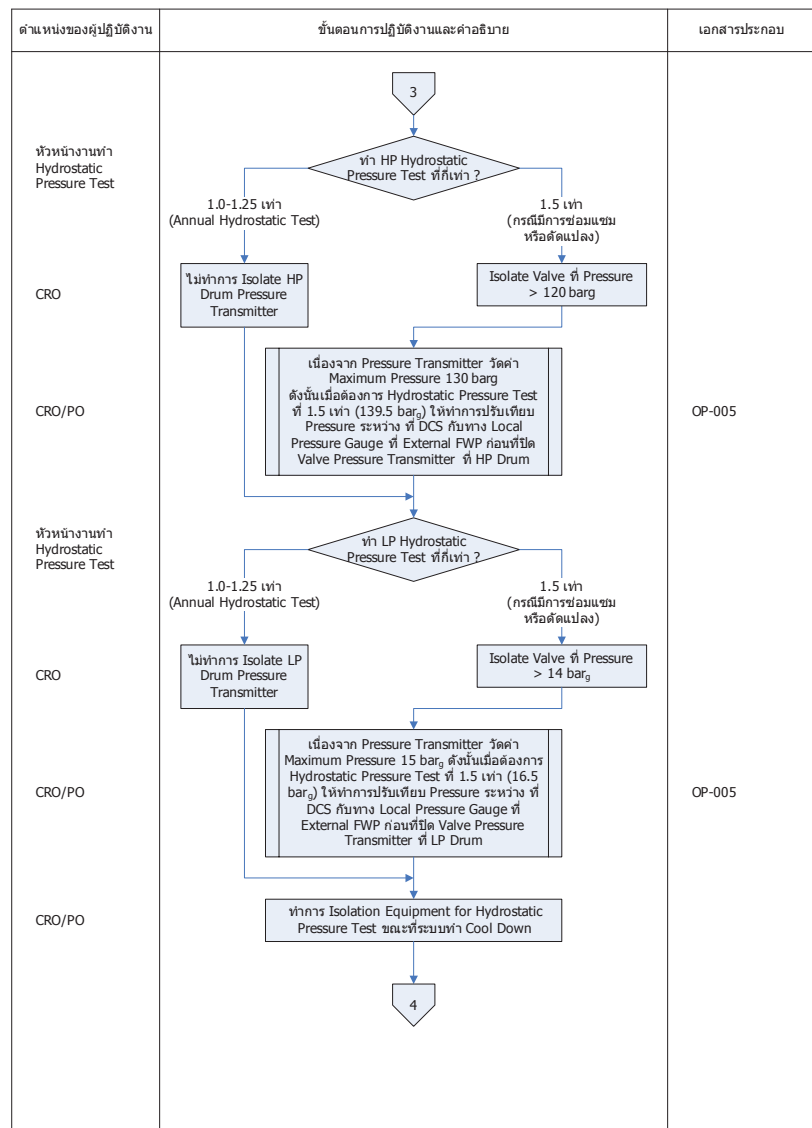 ตำแหน่งของผู้ปฏิบัติงาน
ขั้นตอนการปฏิบัติงานและคำอธิบาย
เอกสารประกอบ
3
หัวหน้างานทำ
Hydrostatic
Pressure Test
ทำ HP Hydrostatic
Pressure Test ที่กี่เท่า ?
1.0-1.25 เท่า
(Annual Hydrostatic Test)
1.5 เท่า
(กรณีมีการซ่อมแซม
หรือดัดแปลง)
CRO
ไม่ทำการ Isolate HP
Drum Pressure
Transmitter
Isolate Valve ที่ Pressure
> 120 barg
CRO/PO
เนื่องจาก Pressure Transmitter วัดค่า
Maximum Pressure 130 barg
ดังนั้นเมื่อต้องการ Hydrostatic Pressure Test
ที่ 1.5 เท่า (139.5 barg) ให้ทำการปรับเทียบ
Pressure ระหว่าง ที่ DCS กับทาง Local
Pressure Gauge ที่ External FWP ก่อนที่ปิด
Valve Pressure Transmitter ที่ HP Drum
OP-005
หัวหน้างานทำ
Hydrostatic
Pressure Test
ทำ LP Hydrostatic
Pressure Test ที่กี่เท่า ?
1.0-1.25 เท่า
(Annual Hydrostatic Test)
1.5 เท่า
(กรณีมีการซ่อมแซม
หรือดัดแปลง)
CRO
ไม่ทำการ Isolate LP
Drum Pressure
Transmitter
Isolate Valve ที่ Pressure
> 14 barg
CRO/PO
เนื่องจาก Pressure Transmitter วัดค่า
Maximum Pressure 15 barg ดังนั้นเมื่อต้องการ
Hydrostatic Pressure Test ที่ 1.5 เท่า (16.5
barg) ให้ทำการปรับเทียบ Pressure ระหว่าง ที่
DCS กับทาง Local Pressure Gauge ที่
External FWP ก่อนที่ปิด Valve Pressure
Transmitter ที่ LP Drum
OP-005
CRO/PO
ทำการ Isolation Equipment for Hydrostatic
Pressure Test ขณะที่ระบบทำ Cool Down
4